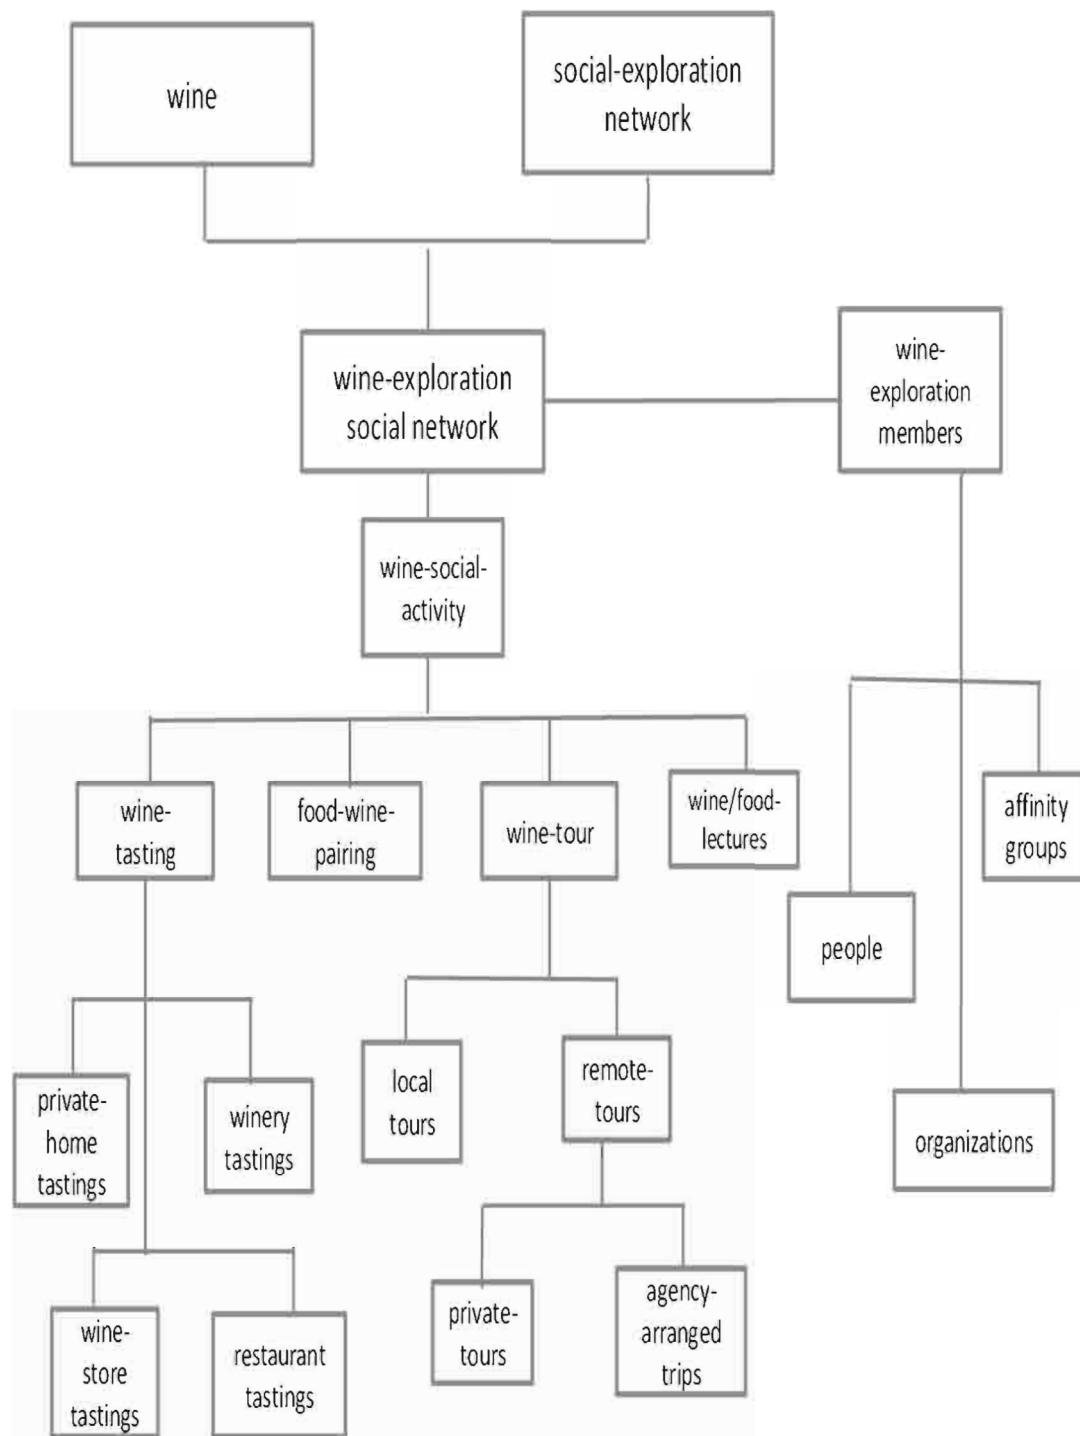 wine
social-exploration
network
wine-exploration
social network
wine-
exploration
members
wine-social-
activity
wine-
tasting
food-wine-
pairing
wine-tour
wine/food-
lectures
affinity
groups
people
private-
home
tastings
winery
tastings
local
tours
remote-
tours
organizations
wine-
store
tastings
restaurant
tastings
private-
tours
agency-
arranged
trips